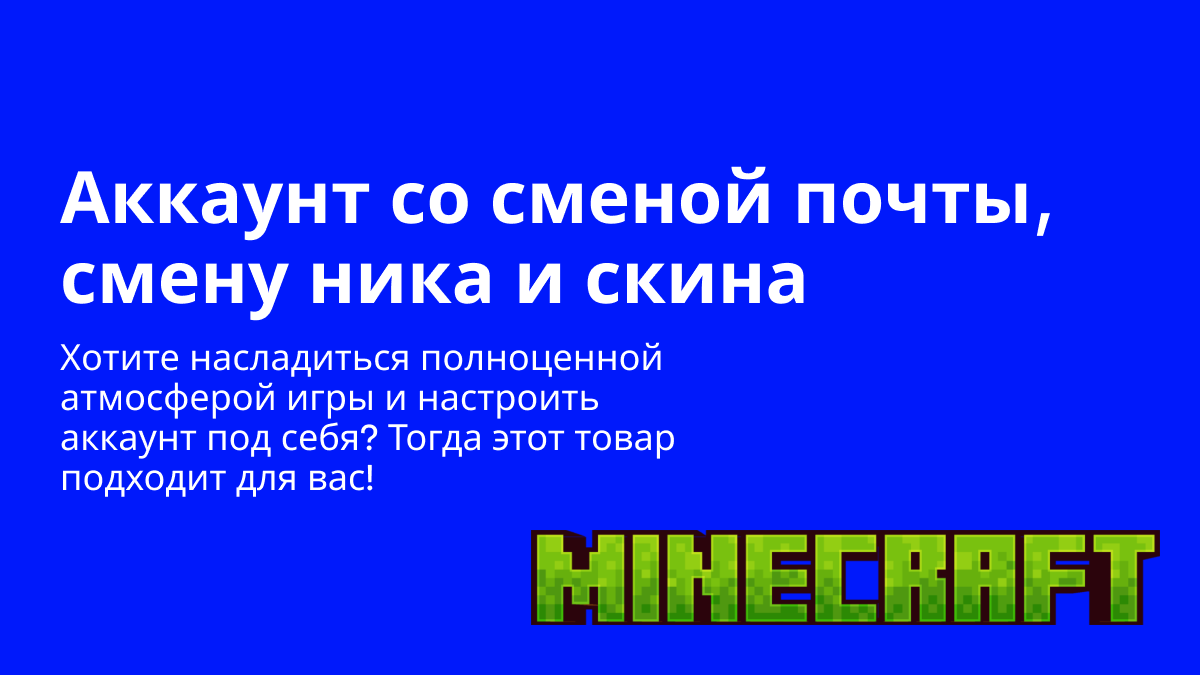 Аккаунт со сменой почты,
смену ника и скина
Хотите насладиться полноценной
атмосферой игры и настроить
аккаунт под себя? Тогда этот товар
подходит для вас!
MINECRAFT